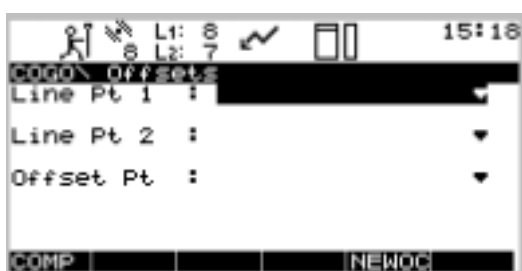 L1: 8
8 L2: 7
15:18
COGO\ Offsets
Line Pt 1 :
Line Pt 2 :
Offset Pt :
COMP NEWOC